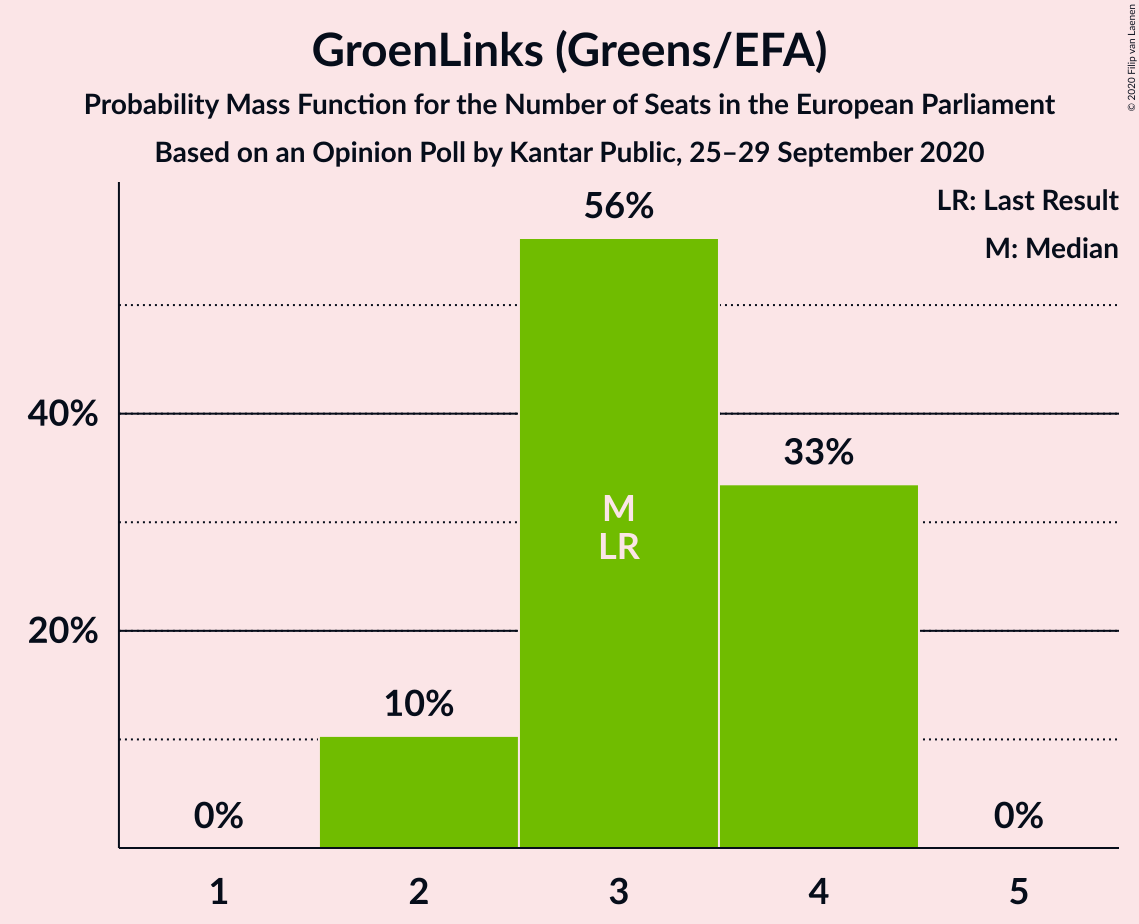 GroenLinks (Greens/EFA)
Probability Mass Function for the Number of Seats in the European Parliament
Based on an Opinion Poll by Kantar Public, 25–29 September 2020
© 2020 Filip van Laenen
LR: Last Result
M: Median
56%
40%
33%
M
LR
20%
10%
0%
0%
1
2
3
4
5